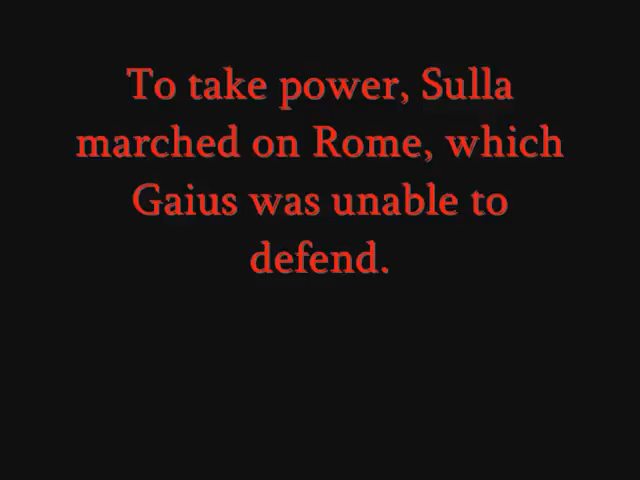 To take power, Sulla
marched on Rome, which
Gaius was unable to
defend.